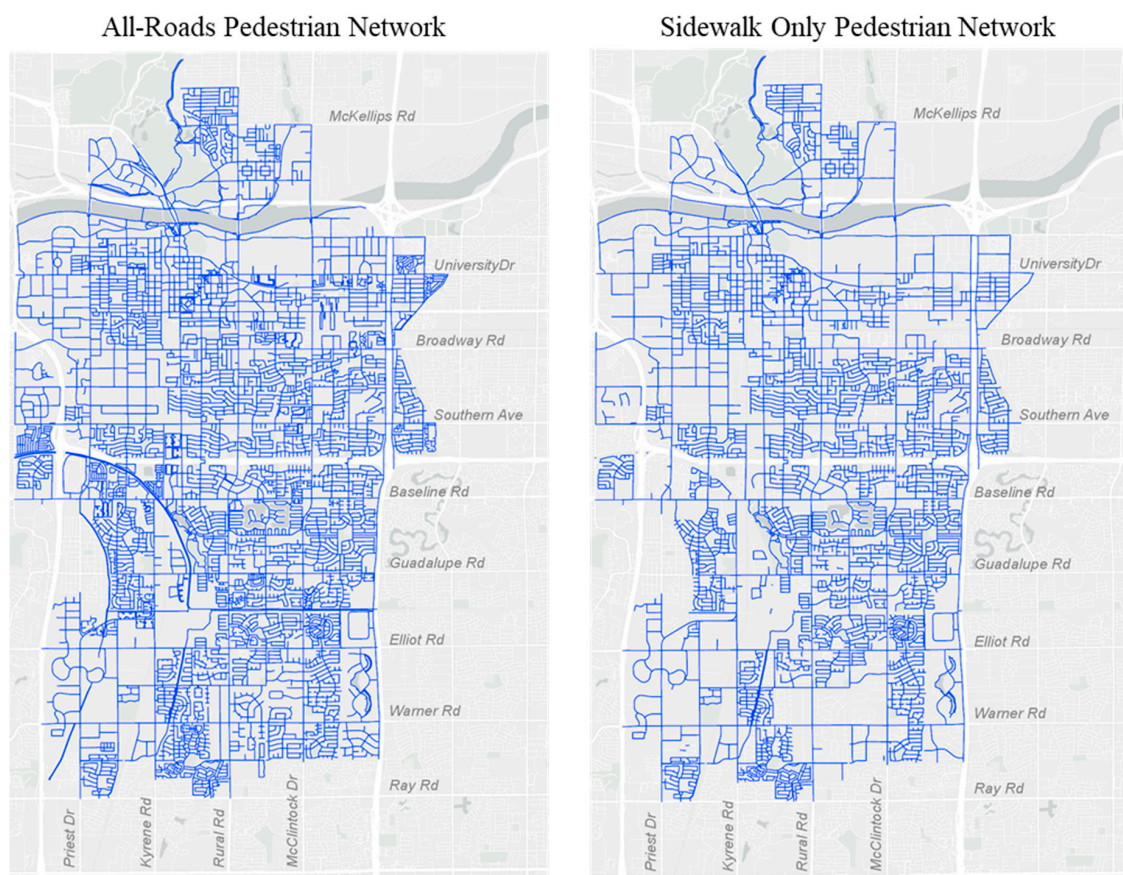 All-Roads Pedestrian Network
McKellips Rd
UniversityDr
Broadway Rd
Southern Ave
Baseline Rd
Guadalupe Rd
Elliot Rd
Warner Rd
Ray Rd
Priest Dr
Kyrene Rd
Rural Rd
McClintock Dr
Sidewalk Only Pedestrian Network
McKellips Rd
UniversityDr
Broadway Rd
Southern Ave
Baseline Rd
Guadalupe Rd
Elliot Rd
Warner Rd
Ray Rd
Priest Dr
Kyrene Rd
Rural Rd
McClintock Dr